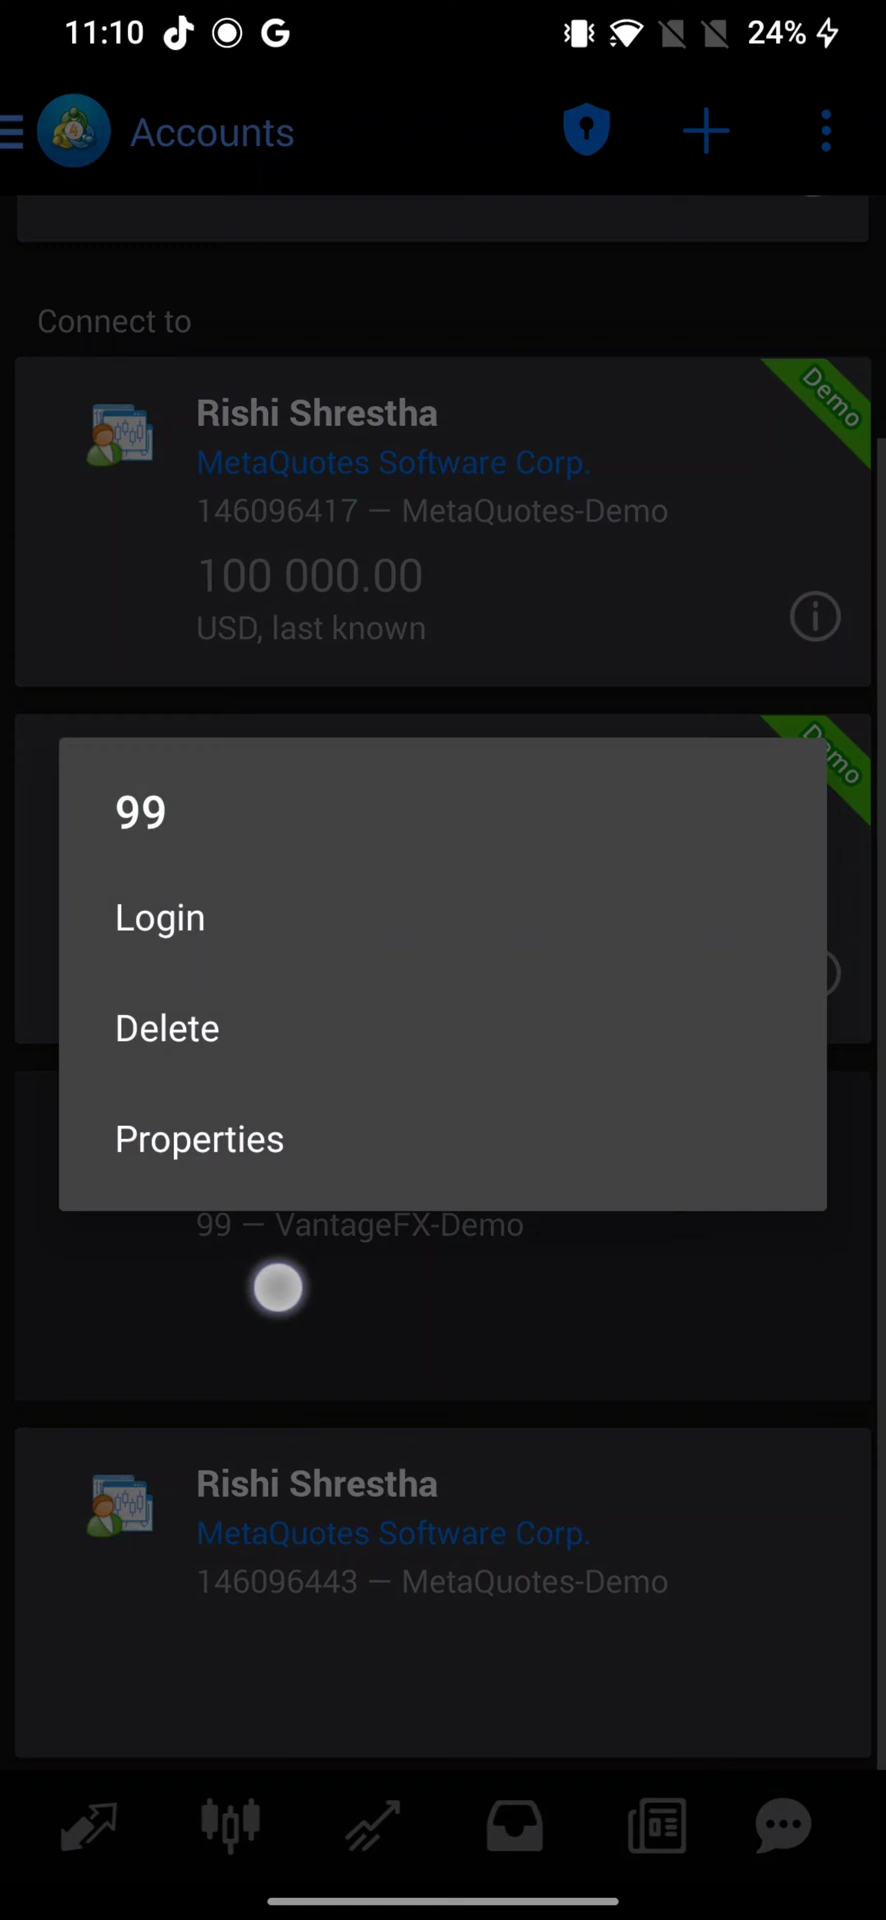 11:10
24%
Accounts
Connect to
Rishi Shrestha
Demo
MetaQuotes Software Corp.
146096417 — MetaQuotes-Demo
100 000.00
USD, last known
Demo
99
Login
Delete
Properties
99 — VantageFX-Demo
Rishi Shrestha
MetaQuotes Software Corp.
146096443 — MetaQuotes-Demo